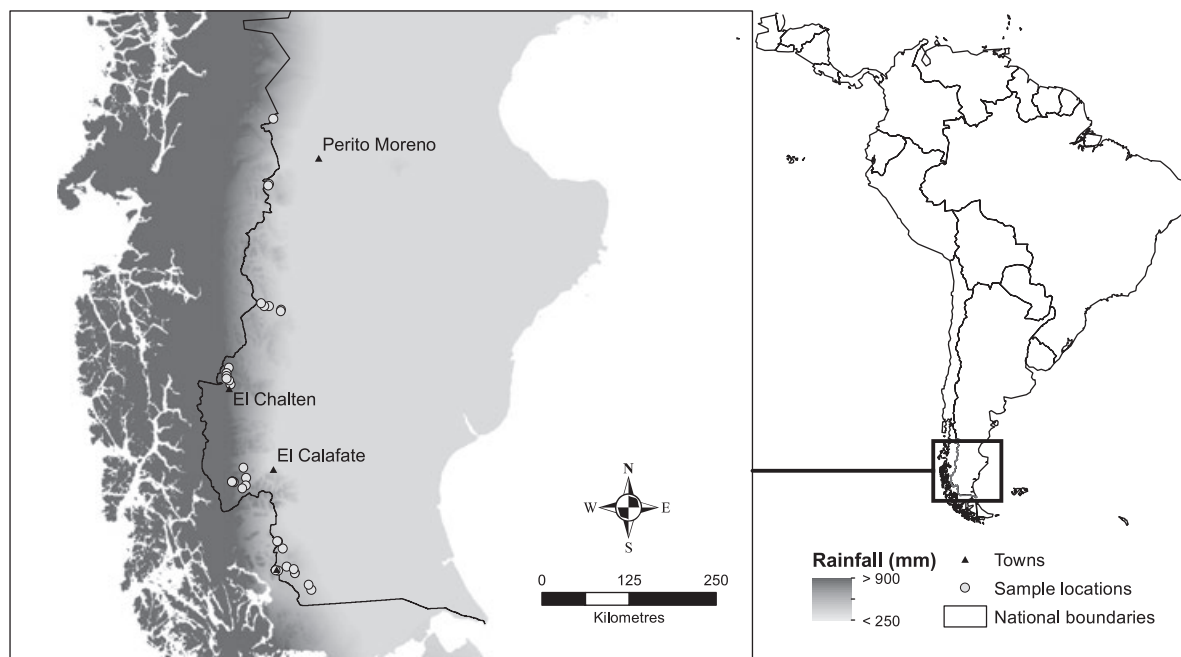 Perito Moreno
El Chalten
El Calafate
N
W E
S
0 125 250
Kilometres
Rainfall (mm)
> 900
< 250
Towns
Sample locations
National boundaries